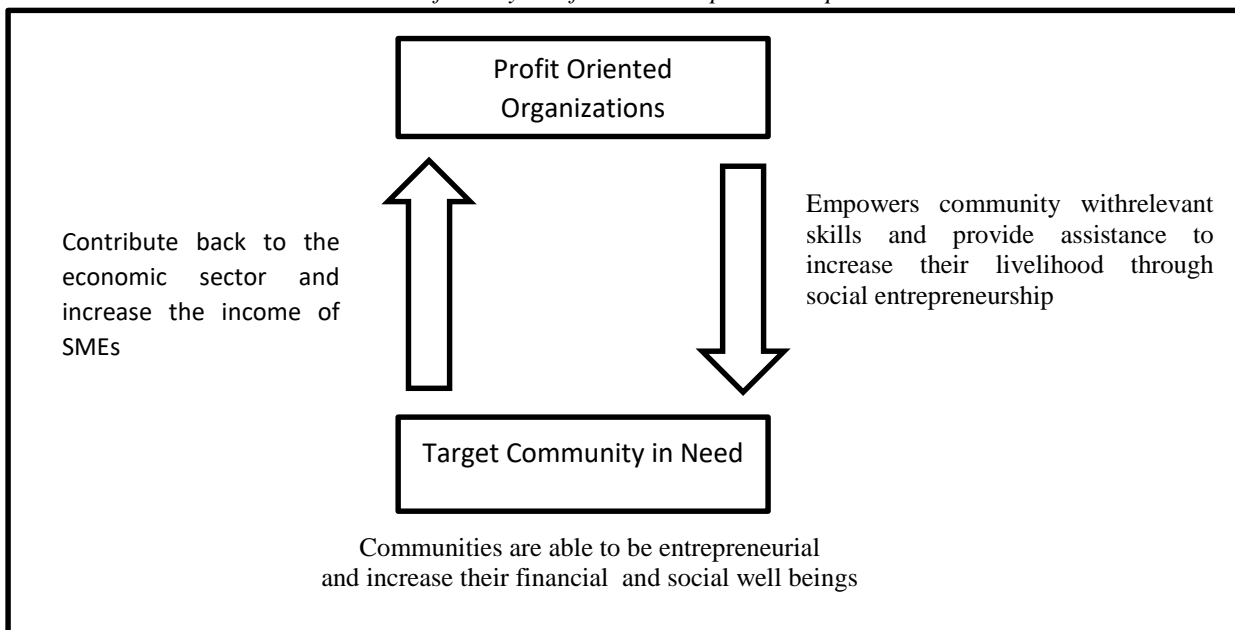 Profit Oriented
Organizations
Contribute back to the
economic sector and
increase the income of
SMEs
Empowers community withrelevant
skills and provide assistance to
increase their livelihood through
social entrepreneurship
Target Community in Need
Communities are able to be entrepreneurial
and increase their financial and social well beings